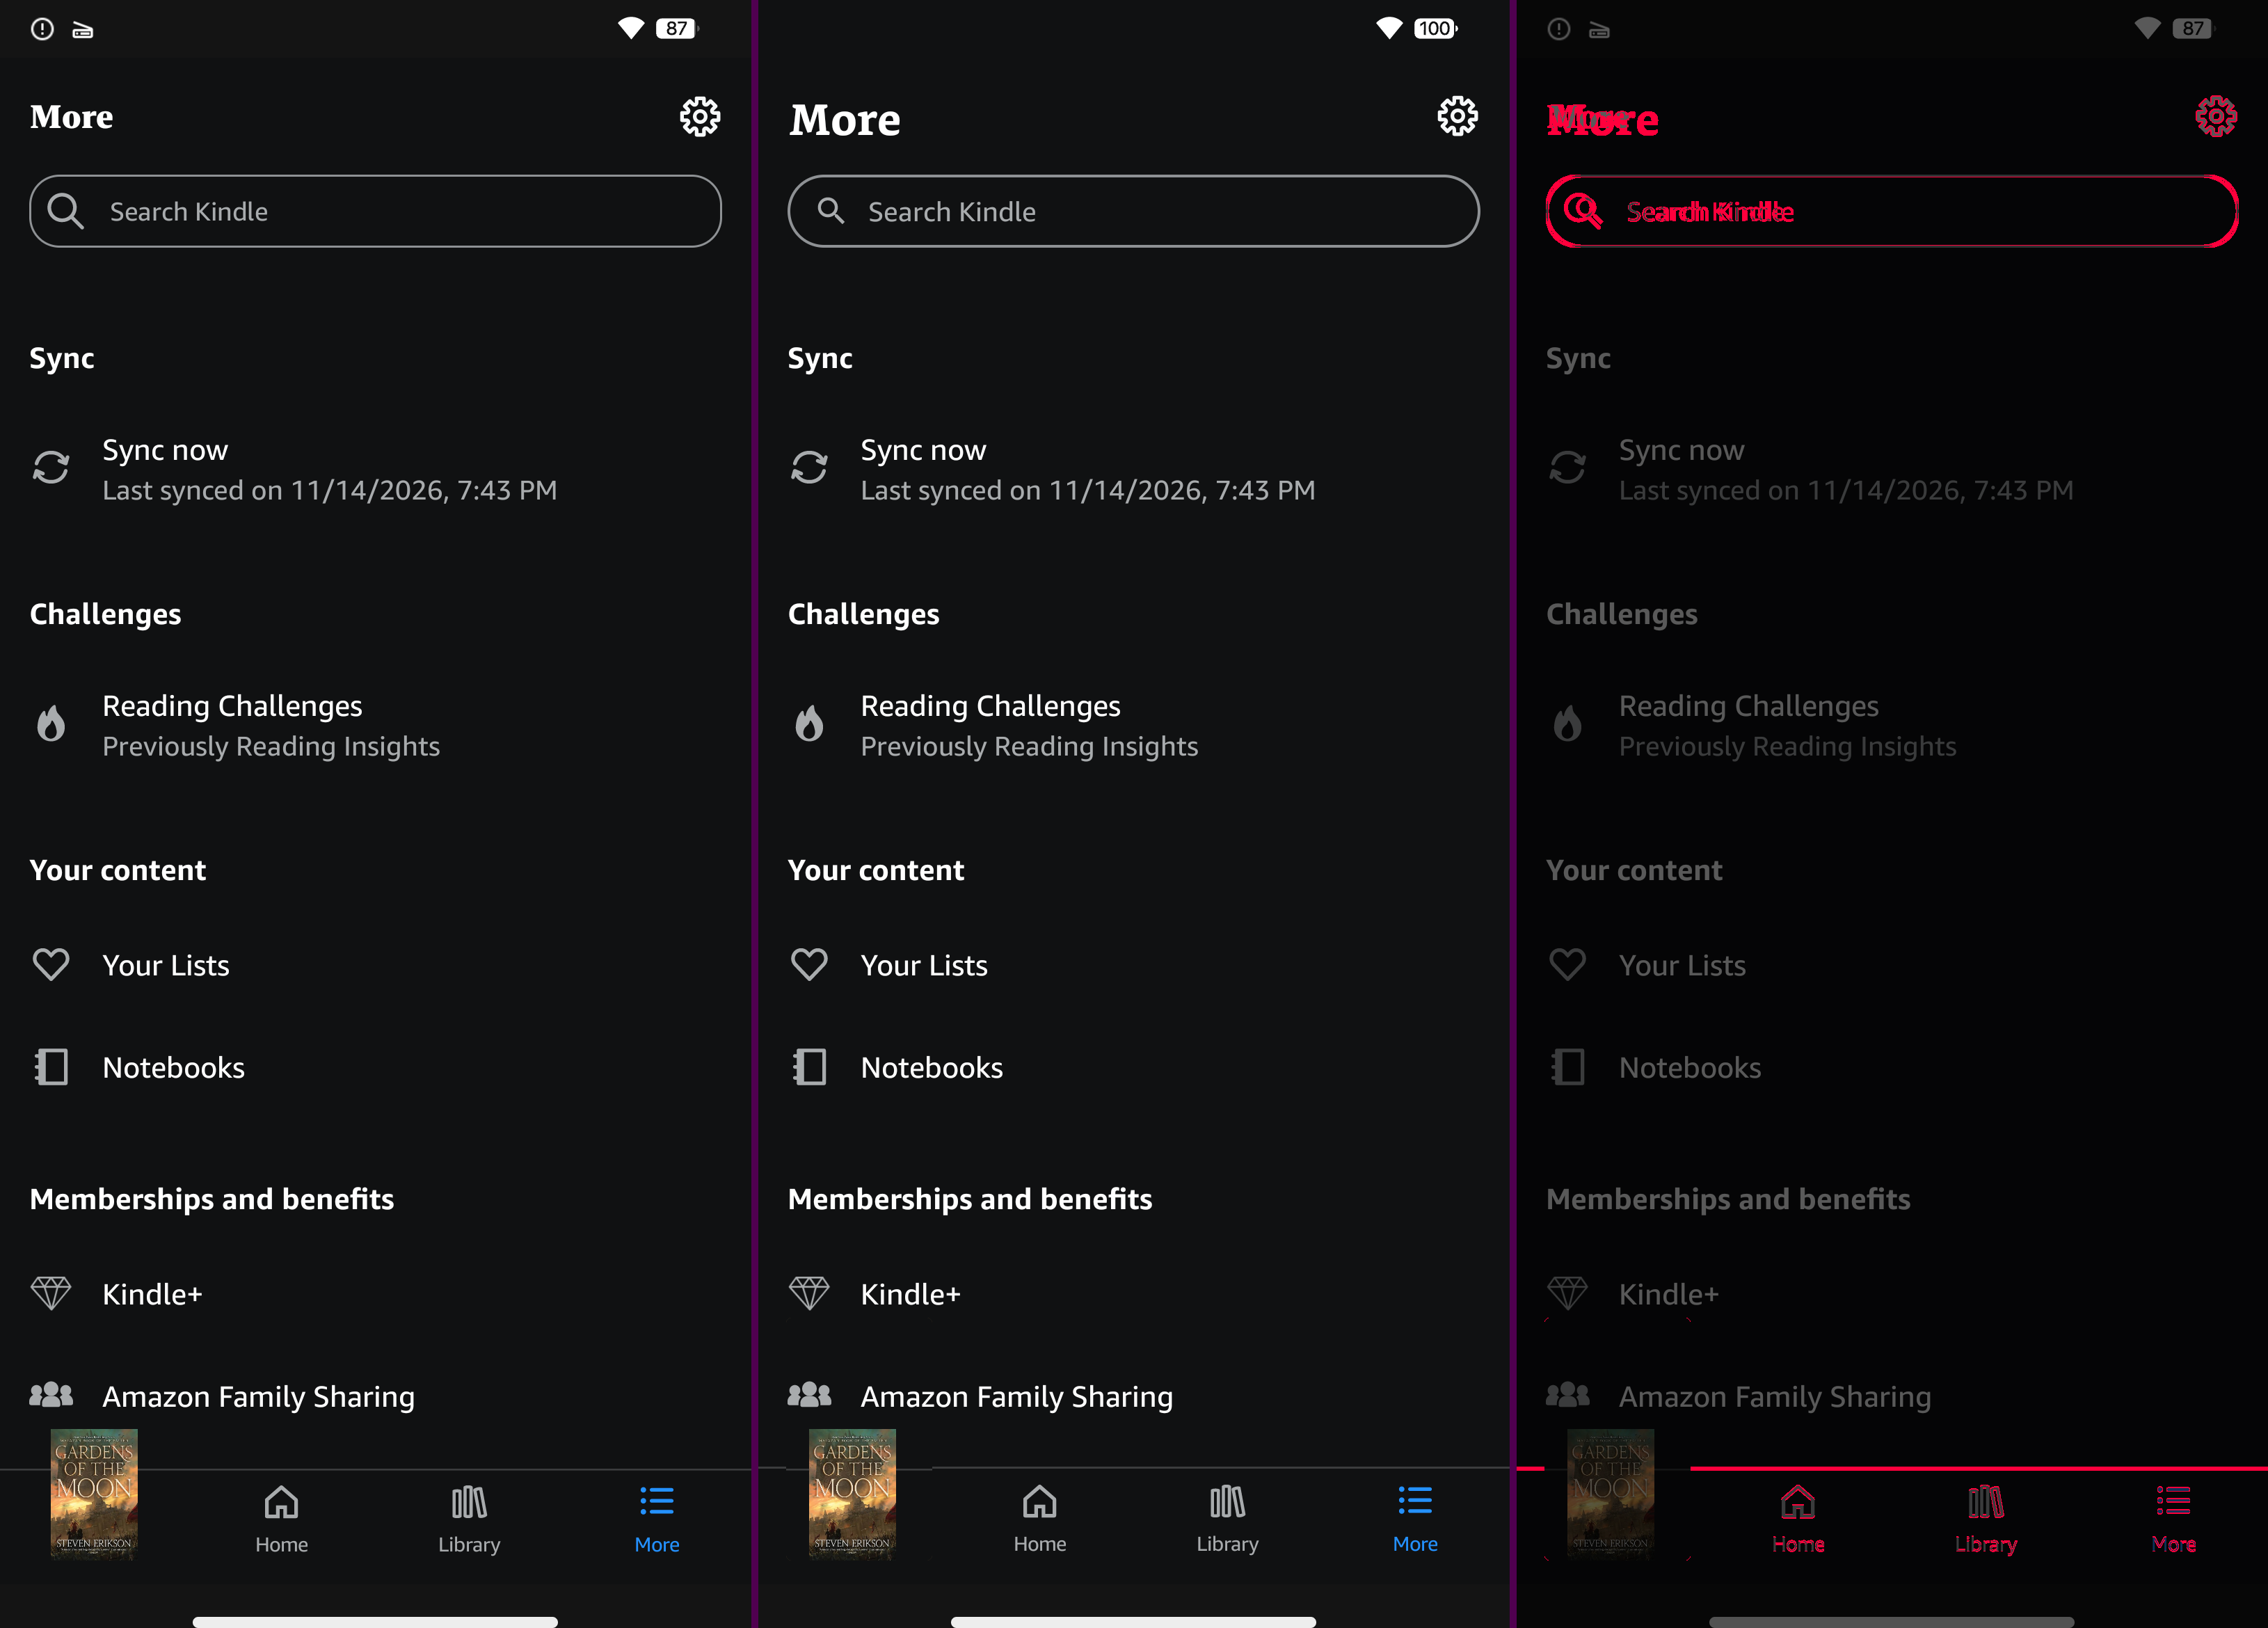 87
More
Search Kindle
Sync
Sync now
Last synced on 11/14/2026, 7:43 PM
Challenges
Reading Challenges
Previously Reading Insights
Your content
Your Lists
Notebooks
Memberships and benefits
Kindle+
Amazon Family Sharing
GARDENS
OF THE
MOON
STEVEN ERIKSON
Home
Library
More
100
More
Search Kindle
Sync
Sync now
Last synced on 11/14/2026, 7:43 PM
Challenges
Reading Challenges
Previously Reading Insights
Your content
Your Lists
Notebooks
Memberships and benefits
Kindle+
Amazon Family Sharing
GARDENS
OF THE
MOON
STEVEN ERIKSON
Home
Library
More
87
More
Search Kindle
Sync
Sync now
Last synced on 11/14/2026, 7:43 PM
Challenges
Reading Challenges
Previously Reading Insights
Your content
Your Lists
Notebooks
Memberships and benefits
Kindle+
Amazon Family Sharing
GARDENS
OF THE
MOON
STEVEN ERIKSON
Home
Library
More